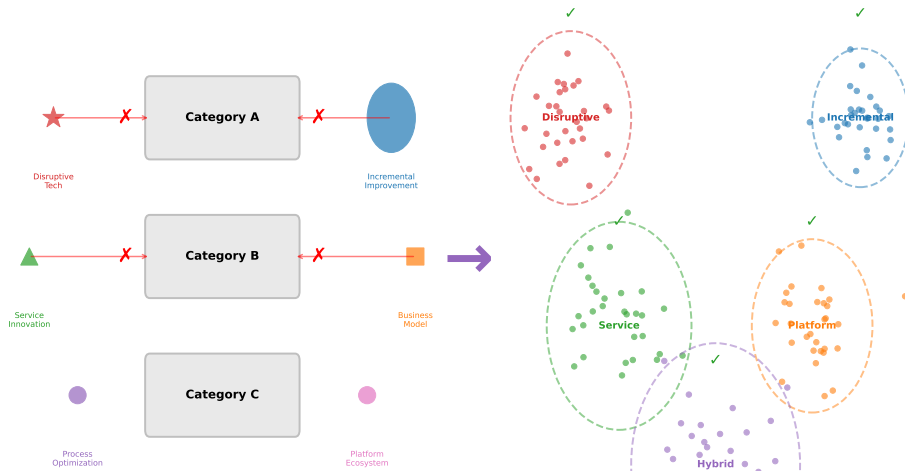 Disruptive
Tech
✗
Category A
✗
Incremental
Improvement
Service
Innovation
✗
Category B
✗
Business
Model
Process
Optimization
Category C
Platform
Ecosystem
✓
Disruptive
✓
Incremental
✓
Service
✓
Platform
✓
Hybrid